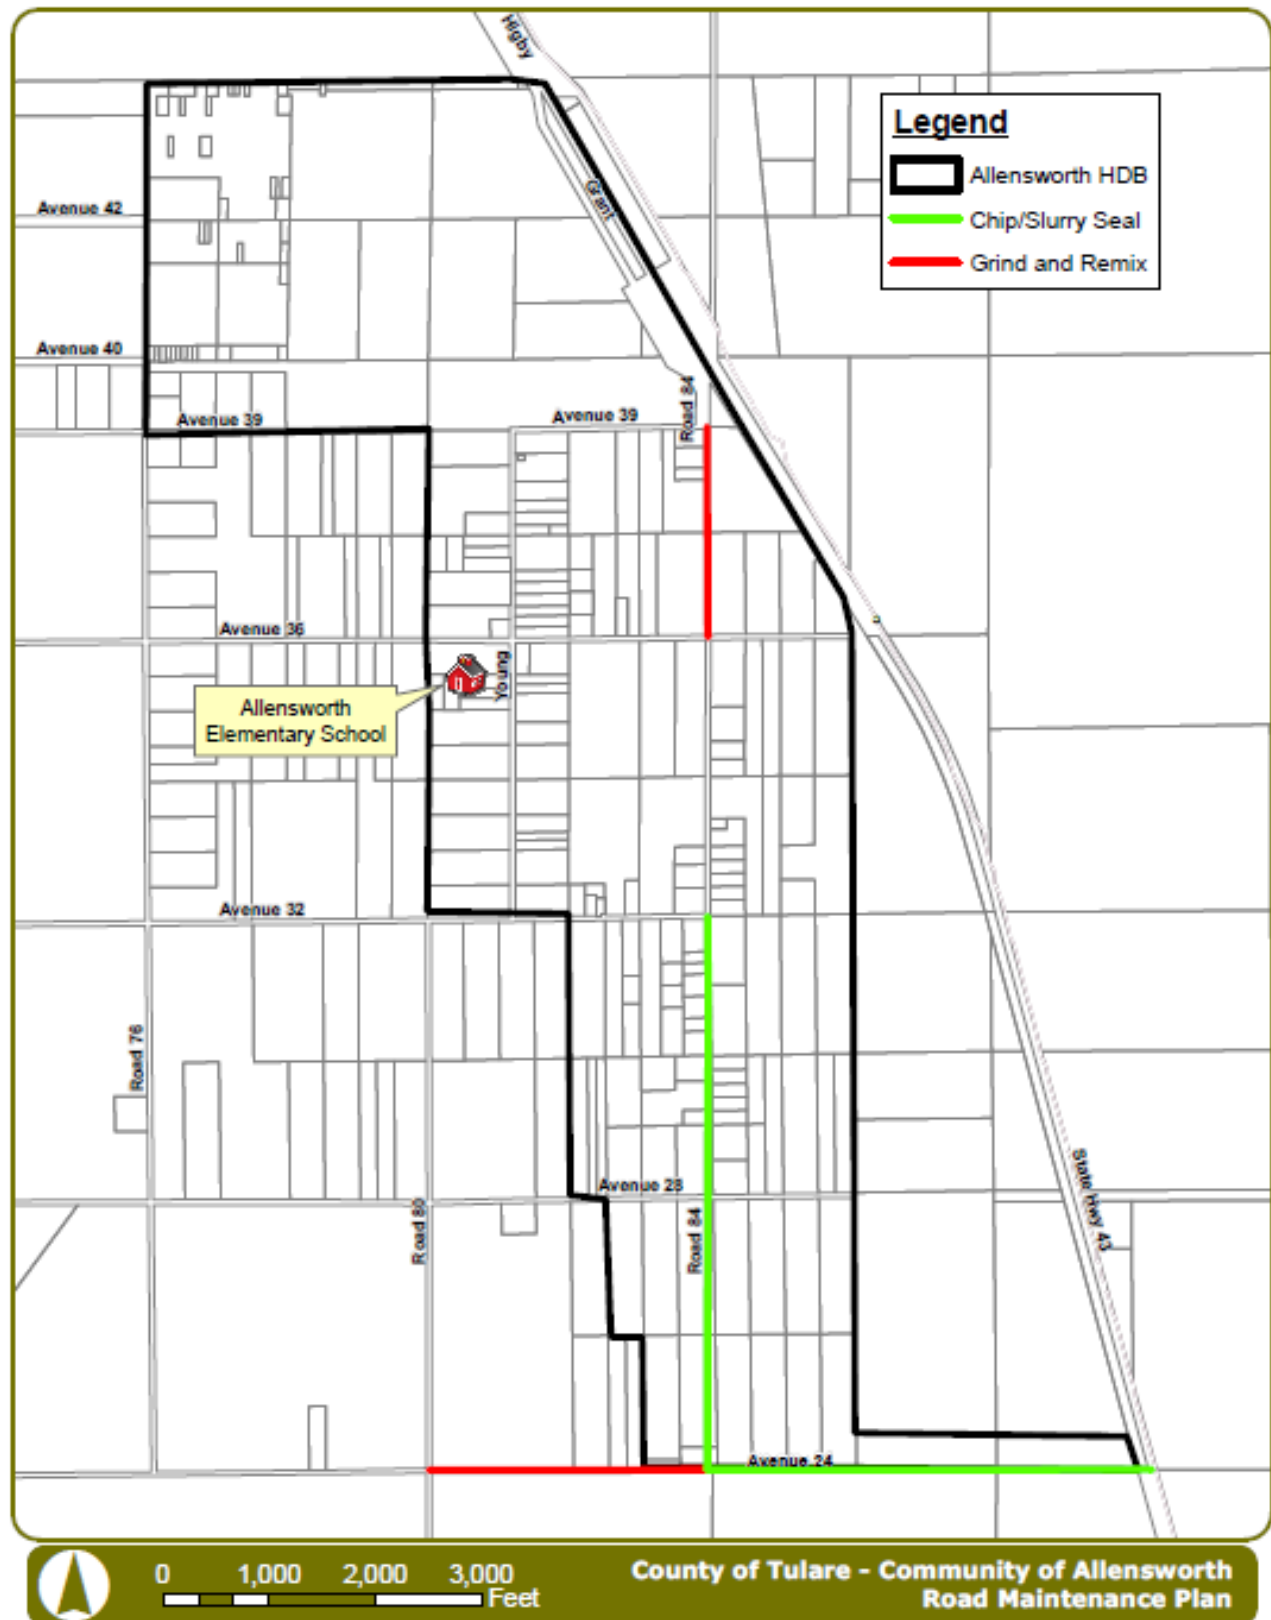 Higby
Legend
Allensworth HDB
Chip/Slurry Seal
Grind and Remix
Grant
Avenue 42
Avenue 40
Road 84
Avenue 39
Avenue 39
Avenue 36
Young
Allensworth
Elementary School
Avenue 32
Road 76
State Hwy 43
Avenue 28
Road 80
Road 84
Avenue 24
0 1,000 2,000 3,000
Feet
County of Tulare - Community of Allensworth
Road Maintenance Plan